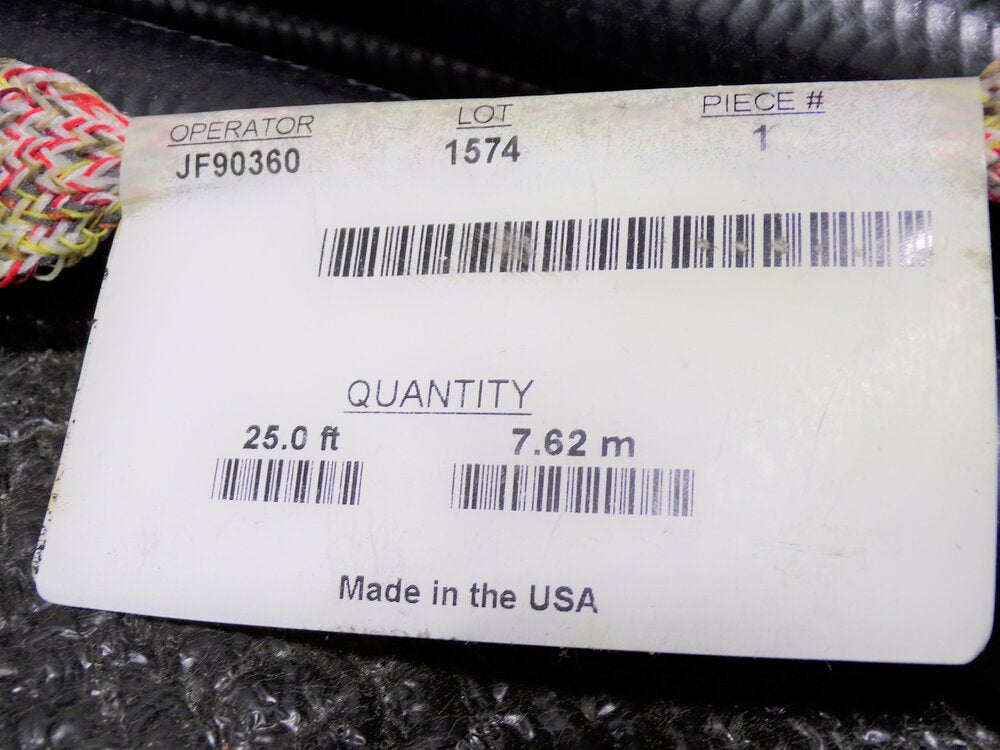 OPERATOR LOT PIECE #
JF90360 1574 1
QUANTITY
25.0 ft 7.62 m
Made in the USA